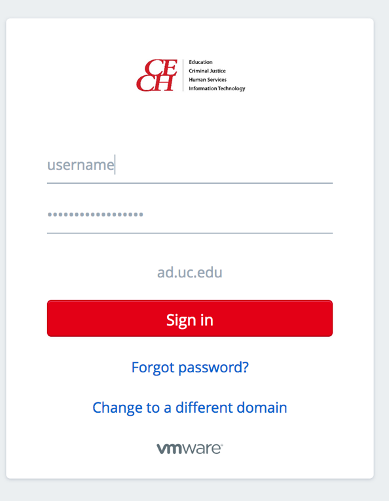 CECH
Education
Criminal Justice
Human Services
Information Technology
username
ad.uc.edu
Sign in
Forgot password?
Change to a different domain
vmware